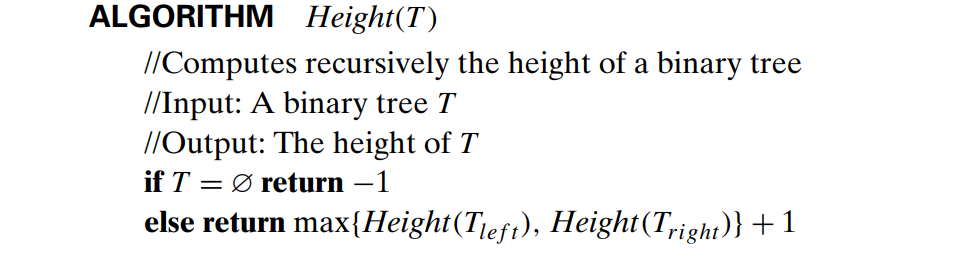 ALGORITHM Height(T)
//Computes recursively the height of a binary tree
//Input: A binary tree T
//Output: The height of T
if T = ∅ return −1
else return max{Height(T_left), Height(T_right)} + 1